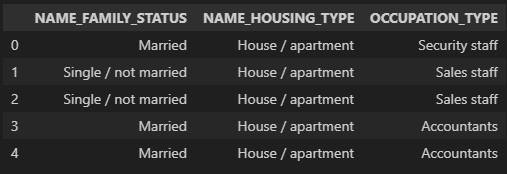 NAME_FAMILY_STATUS NAME_HOUSING_TYPE OCCUPATION_TYPE
0 Married House / apartment Security staff
1 Single / not married House / apartment Sales staff
2 Single / not married House / apartment Sales staff
3 Married House / apartment Accountants
4 Married House / apartment Accountants